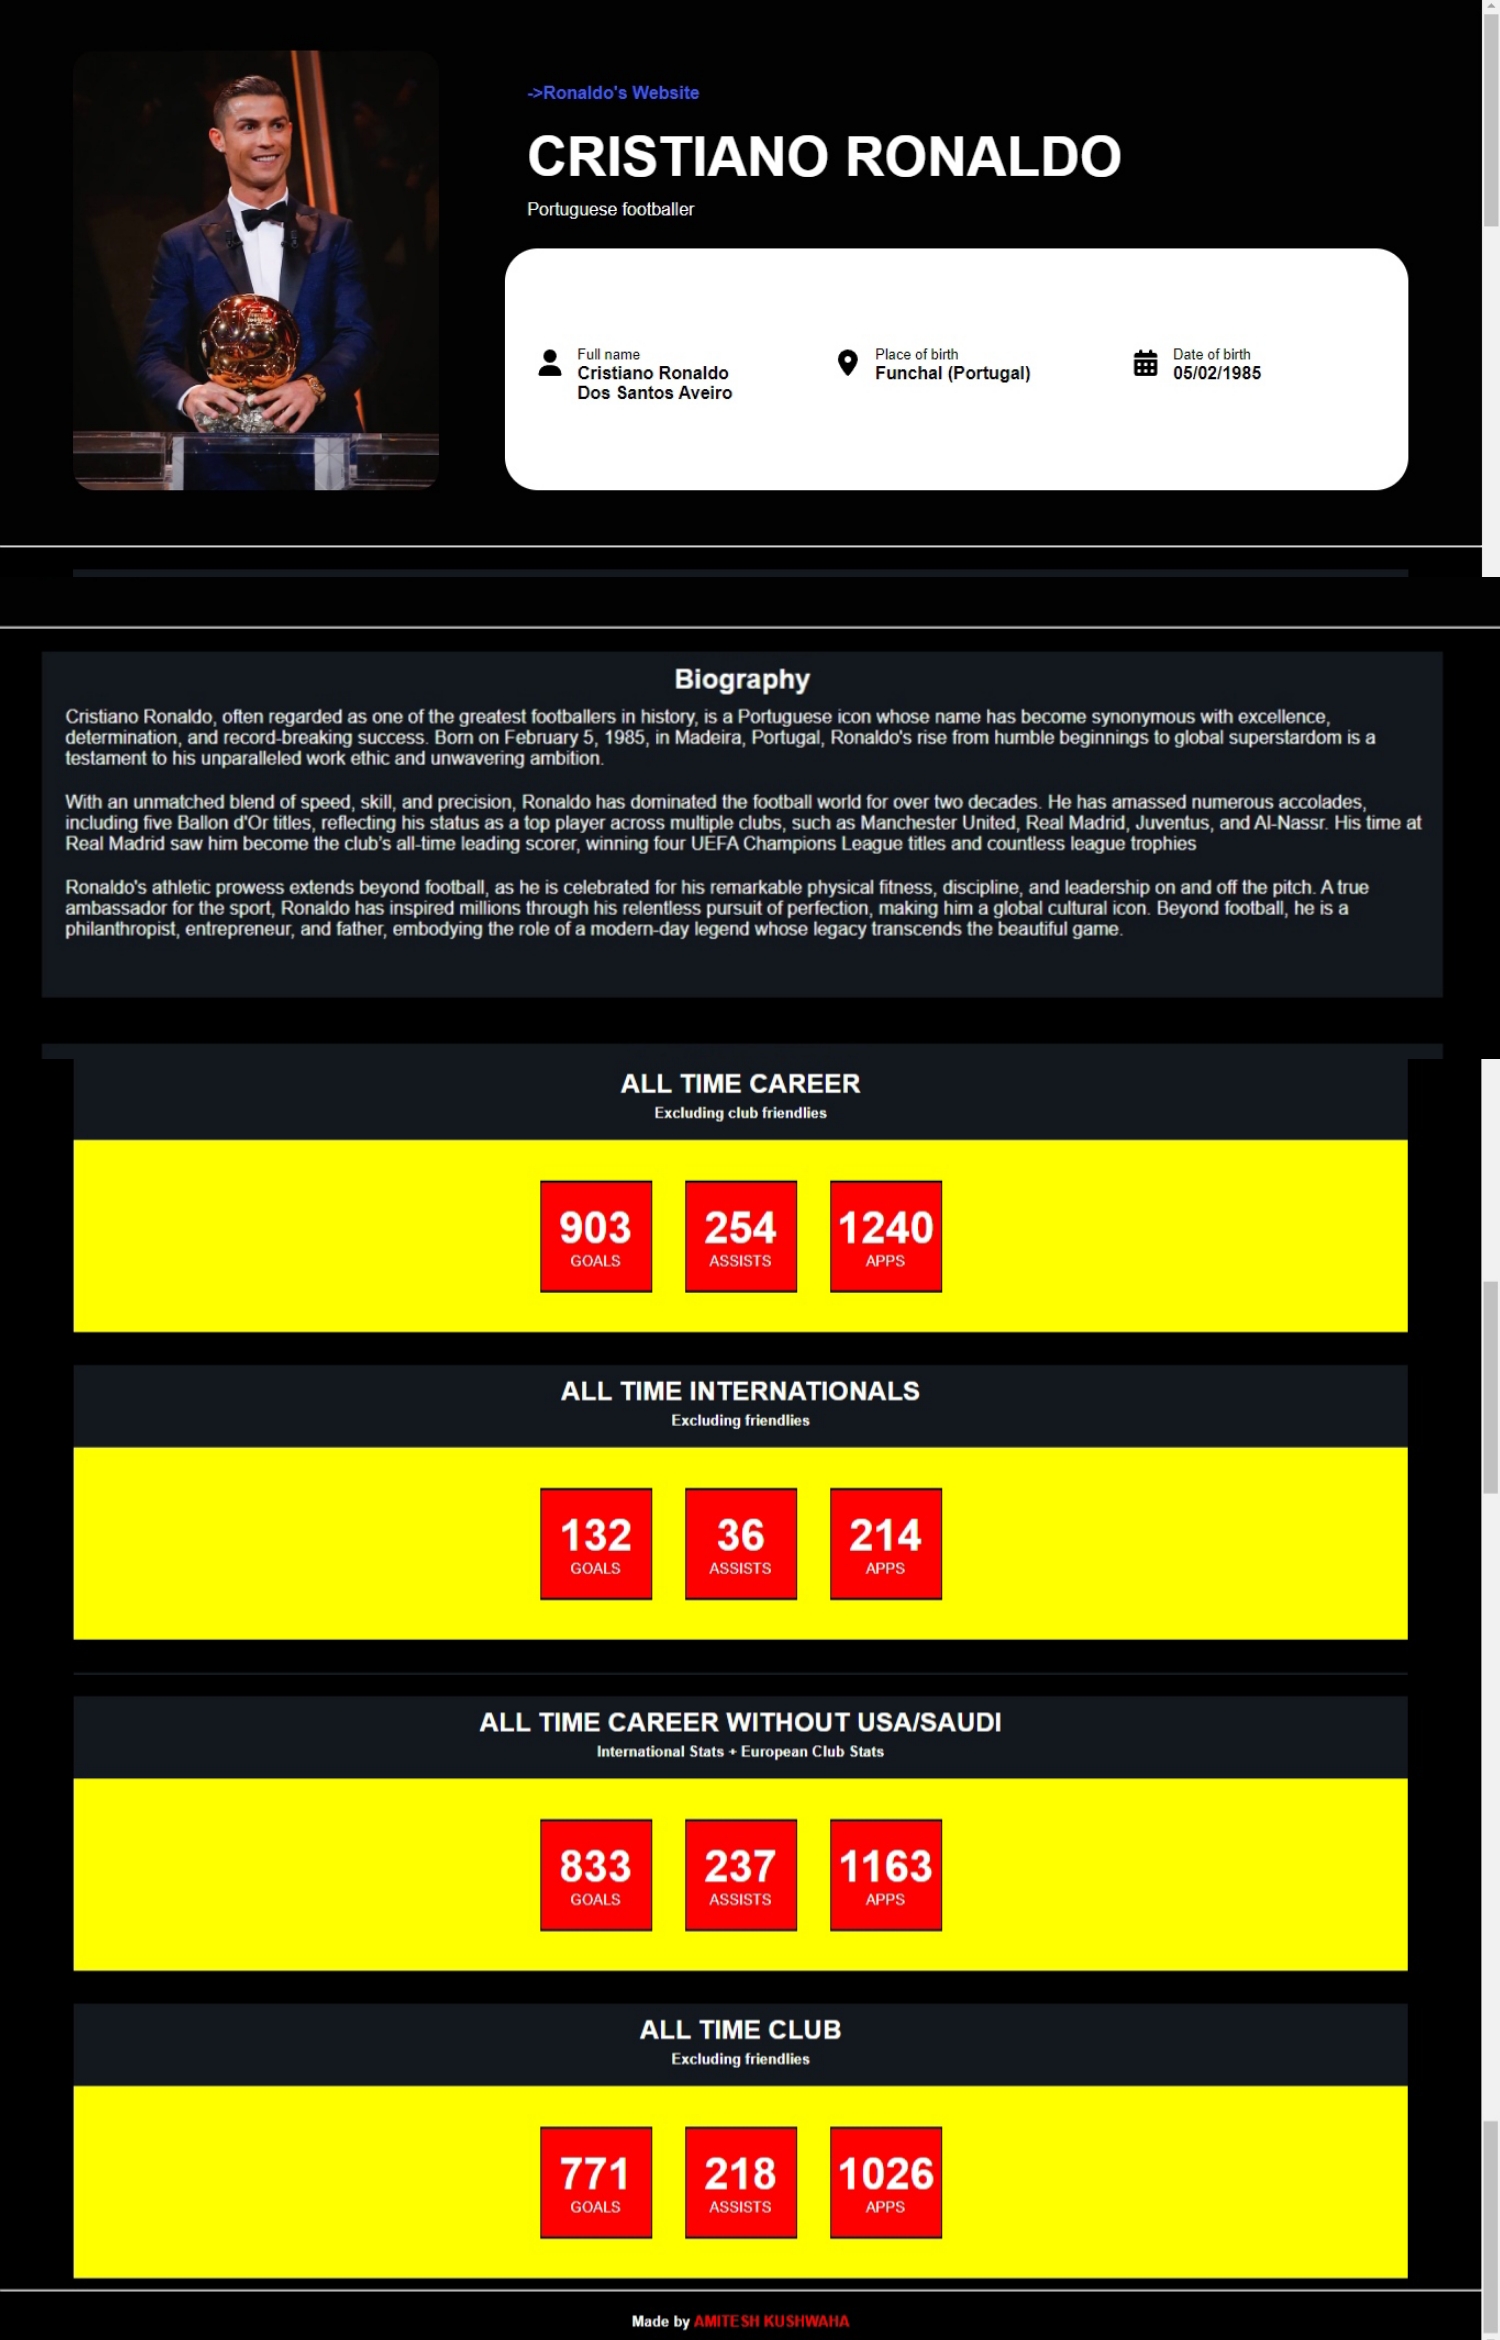 ->Ronaldo's Website
CRISTIANO RONALDO
Portuguese footballer
Full name
Cristiano Ronaldo
Dos Santos Aveiro
Place of birth
Funchal (Portugal)
Date of birth
05/02/1985
Biography
Cristiano Ronaldo, often regarded as one of the greatest footballers in history, is a Portuguese icon whose name has become synonymous with excellence,
determination, and record-breaking success. Born on February 5, 1985, in Madeira, Portugal, Ronaldo's rise from humble beginnings to global superstardom is a
testament to his unparalleled work ethic and unwavering ambition.
With an unmatched blend of speed, skill, and precision, Ronaldo has dominated the football world for over two decades. He has amassed numerous accolades,
including five Ballon d'Or titles, reflecting his status as a top player across multiple clubs, such as Manchester United, Real Madrid, Juventus, and Al-Nassr. His time at
Real Madrid saw him become the club's all-time leading scorer, winning four UEFA Champions League titles and countless league trophies
Ronaldo's athletic prowess extends beyond football, as he is celebrated for his remarkable physical fitness, discipline, and leadership on and off the pitch. A true
ambassador for the sport, Ronaldo has inspired millions through his relentless pursuit of perfection, making him a global cultural icon. Beyond football, he is a
philanthropist, entrepreneur, and father, embodying the role of a modern-day legend whose legacy transcends the beautiful game.
ALL TIME CAREER
Excluding club friendlies
903 254 1240
GOALS ASSISTS APPS
ALL TIME INTERNATIONALS
Excluding friendlies
132 36 214
GOALS ASSISTS APPS
ALL TIME CAREER WITHOUT USA/SAUDI
International Stats + European Club Stats
833 237 1163
GOALS ASSISTS APPS
ALL TIME CLUB
Excluding friendlies
771 218 1026
GOALS ASSISTS APPS
Made by AMITESH KUSHWAHA